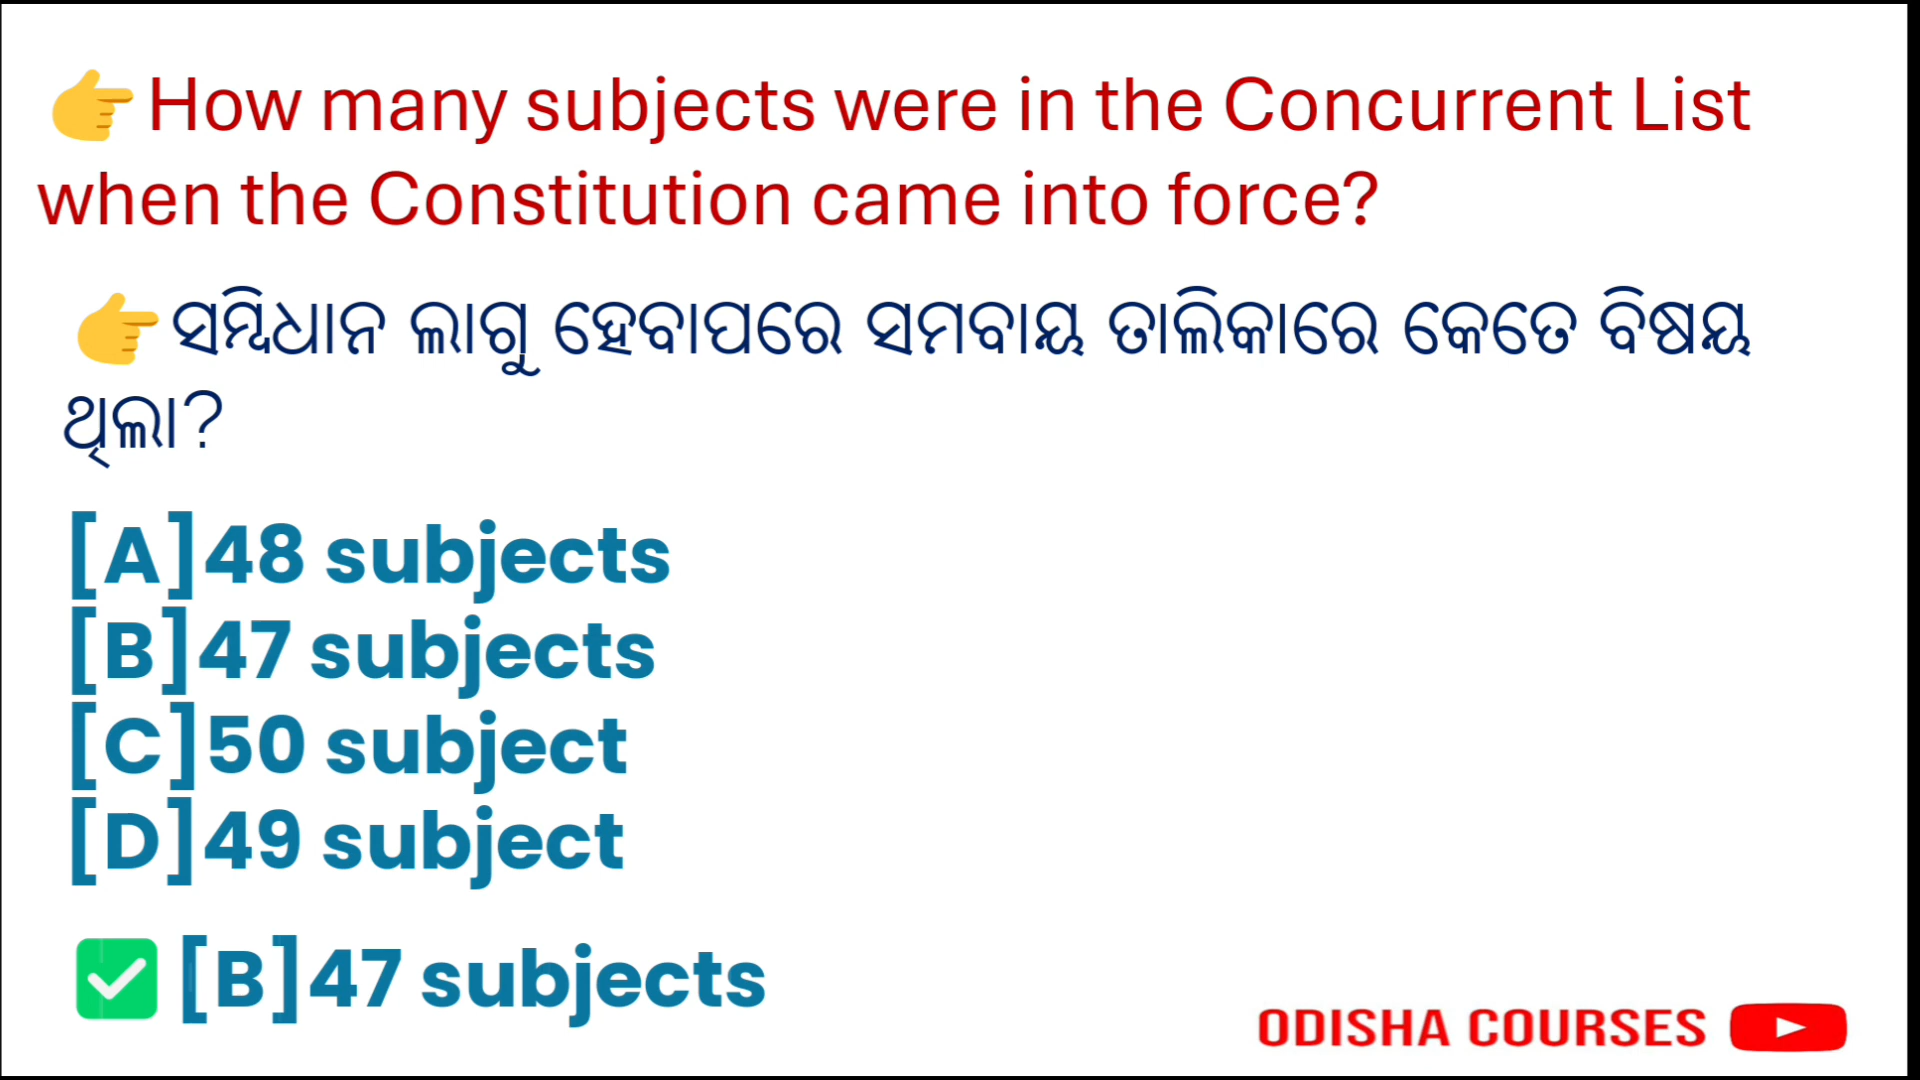 👉How many subjects were in the Concurrent List
when the Constitution came into force?
👉ସମ୍ବିଧାନ ଲାଗୁ ହେବାପରେ ସମବାୟ ତାଲିକାରେ କେତେ ବିଷୟ
ଥିଲା?
[A]48 subjects
[B]47 subjects
[C]50 subject
[D]49 subject
✅[B]47 subjects
ODISHA COURSES